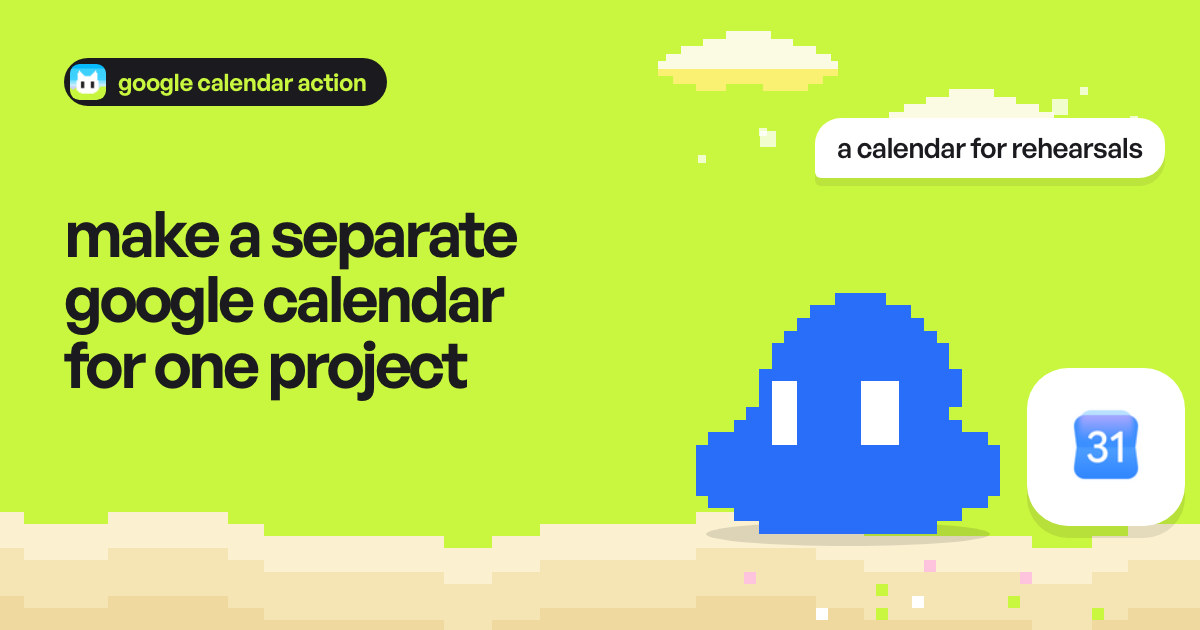 google calendar action
a calendar for rehearsals
make a separate
google calendar
for one project
31